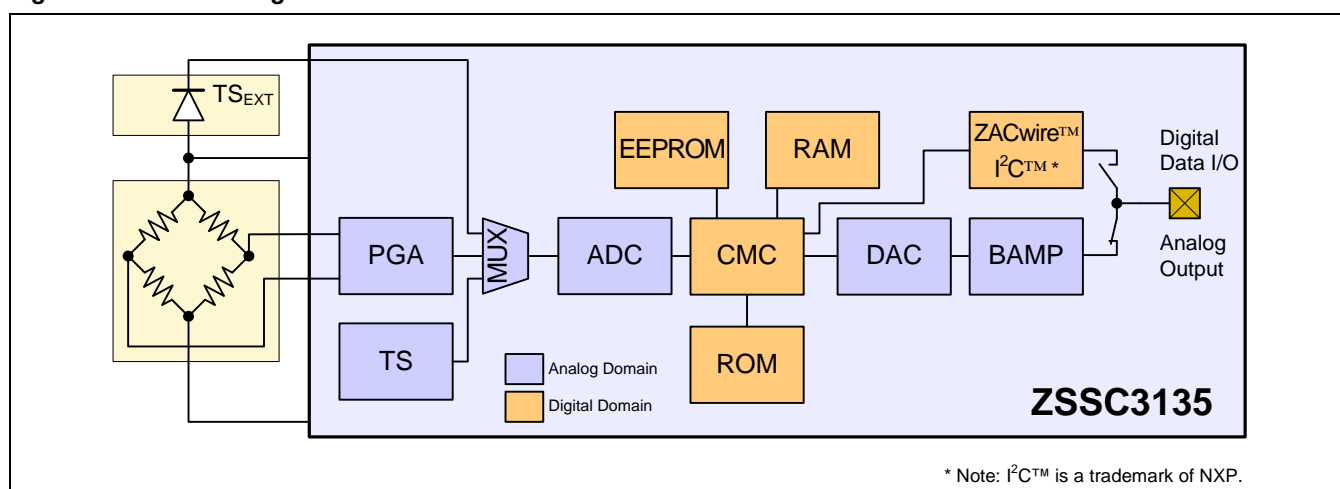 TSEXT
EEPROM
RAM
ZACwire™
I²C™ *
Digital
Data I/O
PGA
MUX
ADC
CMC
DAC
BAMP
Analog
Output
TS
Analog Domain
Digital Domain
ROM
ZSSC3135
* Note: I²C™ is a trademark of NXP.